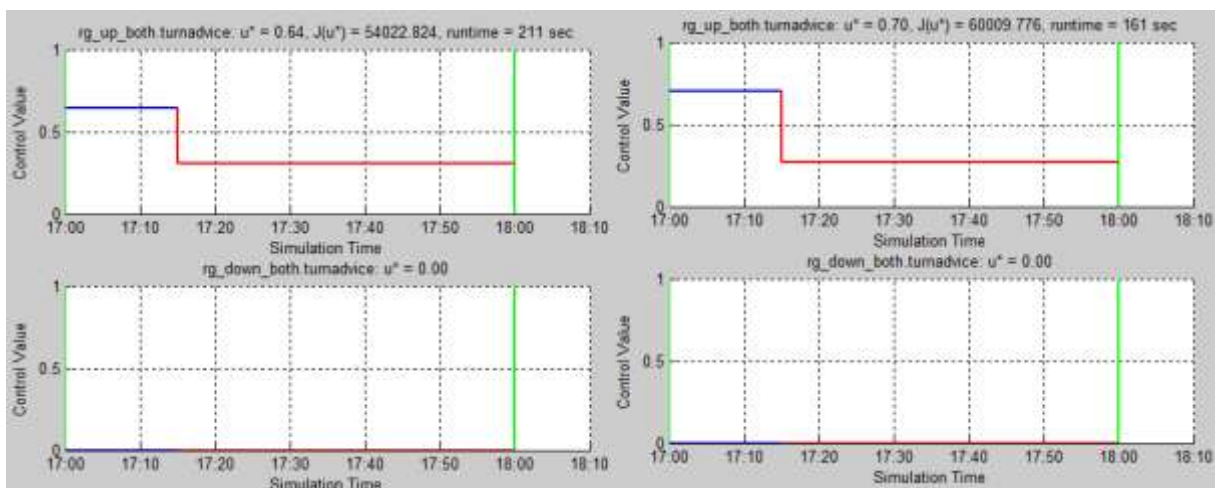 rg_up_both.turnadvice: u* = 0.64, J(u*) = 54022.824, runtime = 211 sec
1
0.5
0
Control Value
17:00 17:10 17:20 17:30 17:40 17:50 18:00 18:10
Simulation Time
rg_down_both.turnadvice: u* = 0.00
1
0.5
0
Control Value
17:00 17:10 17:20 17:30 17:40 17:50 18:00 18:10
Simulation Time
rg_up_both.turnadvice: u* = 0.70, J(u*) = 60009.776, runtime = 161 sec
1
0.5
0
Control Value
17:00 17:10 17:20 17:30 17:40 17:50 18:00 18:10
Simulation Time
rg_down_both.turnadvice: u* = 0.00
1
0.5
0
Control Value
17:00 17:10 17:20 17:30 17:40 17:50 18:00 18:10
Simulation Time